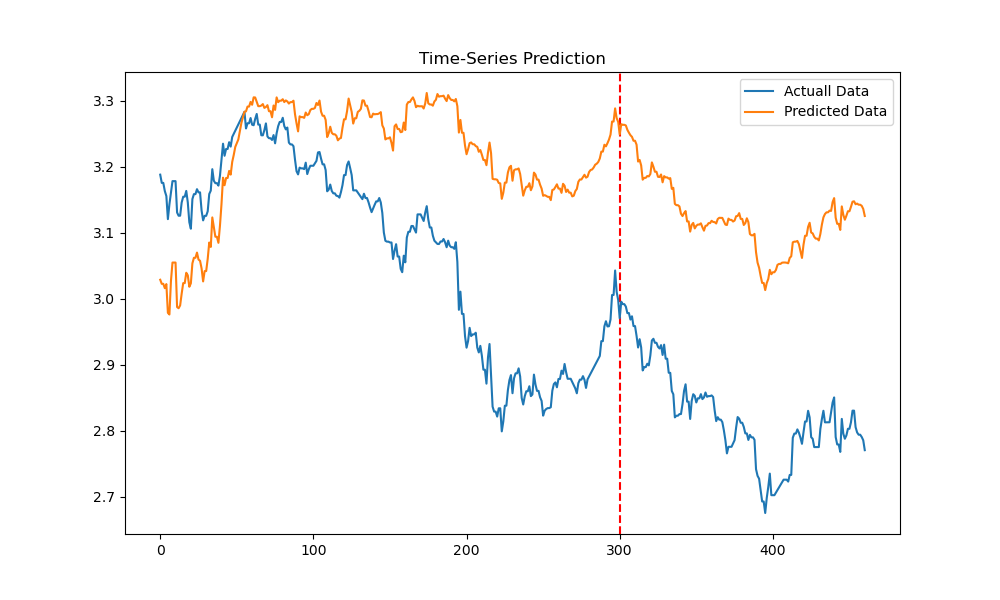 Time-Series Prediction
Actuall Data
Predicted Data
3.3
3.2
3.1
3.0
2.9
2.8
2.7
0 100 200 300 400